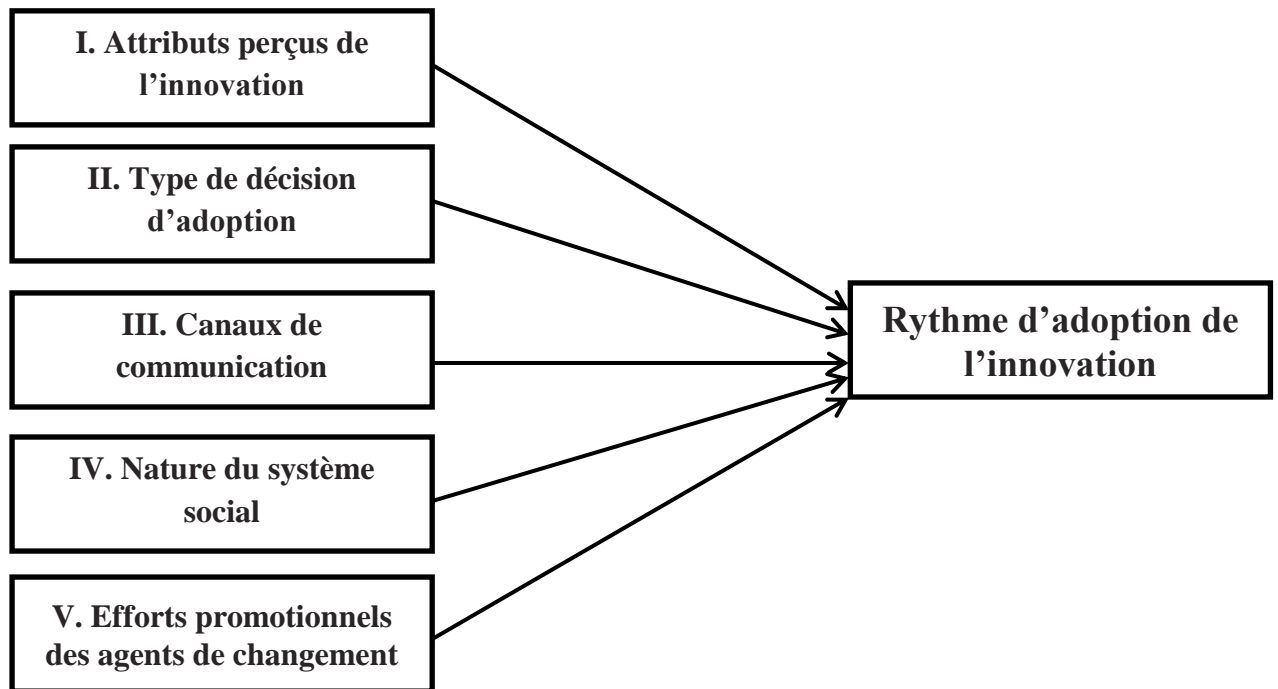 I. Attributs perçus de
l’innovation
II. Type de décision
d’adoption
III. Canaux de
communication
IV. Nature du système
social
V. Efforts promotionnels
des agents de changement
Rythme d’adoption de
l’innovation